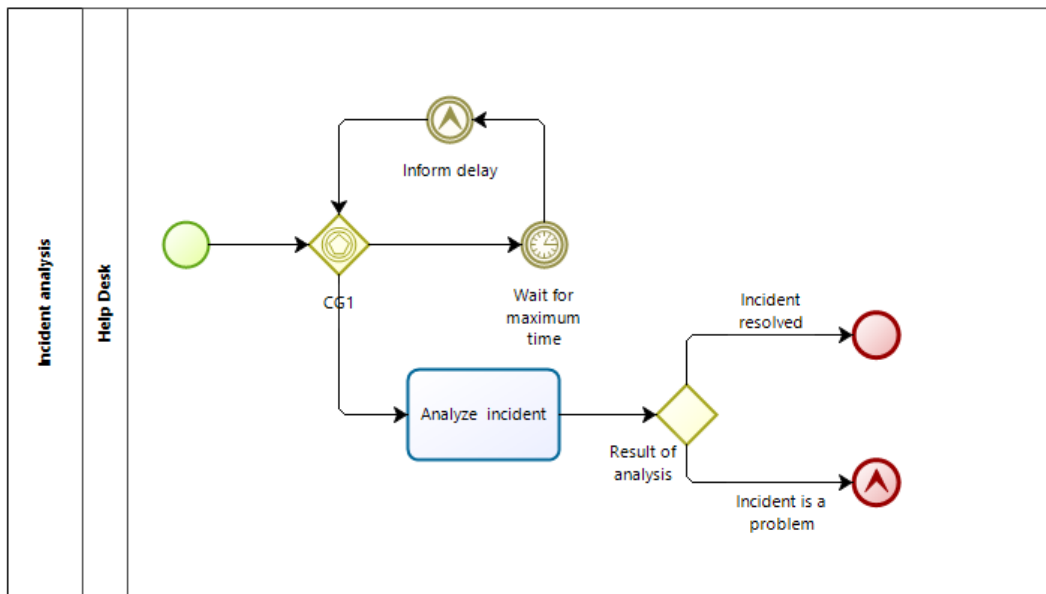 Incident analysis
Help Desk
Inform delay
CG1
Wait for
maximum
time
Analyze incident
Result of
analysis
Incident
resolved
Incident is a
problem